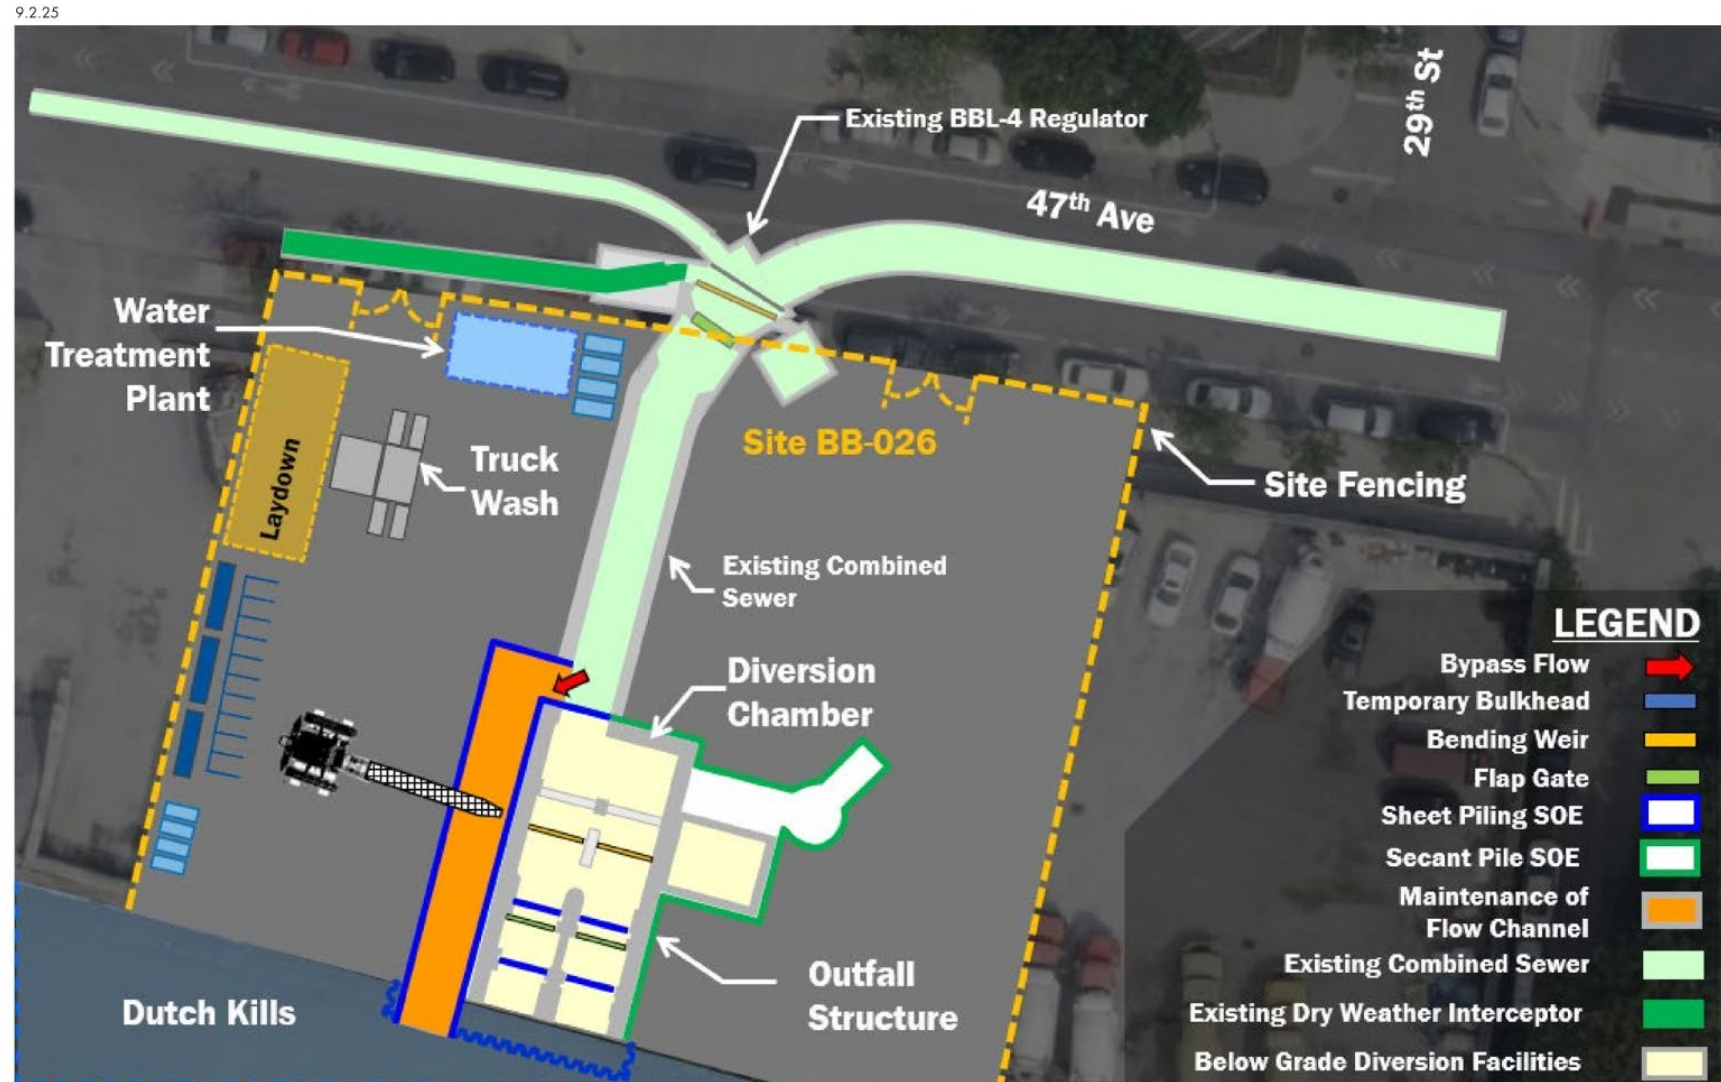 9.2.25
29th St
Existing BBL-4 Regulator
47th Ave
Water
Treatment
Plant
Site BB-026
Truck
Wash
Site Fencing
Laydown
Existing Combined
Sewer
Diversion
Chamber
Outfall
Structure
Dutch Kills
LEGEND
Bypass Flow
Temporary Bulkhead
Bending Weir
Flap Gate
Sheet Piling SOE
Secant Pile SOE
Maintenance of
Flow Channel
Existing Combined Sewer
Existing Dry Weather Interceptor
Below Grade Diversion Facilities